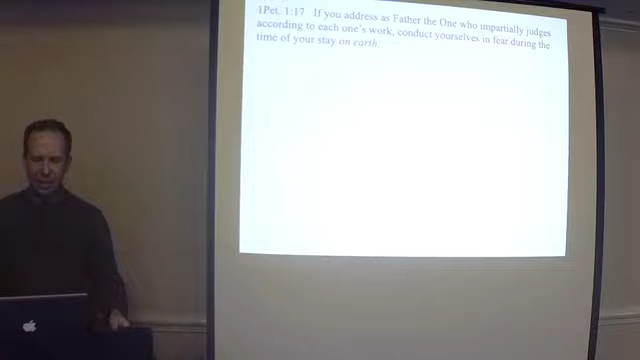 1Pet. 1:17 If you address as Father the One who impartially judges
according to each one's work, conduct yourselves in fear during the
time of your stay on earth.